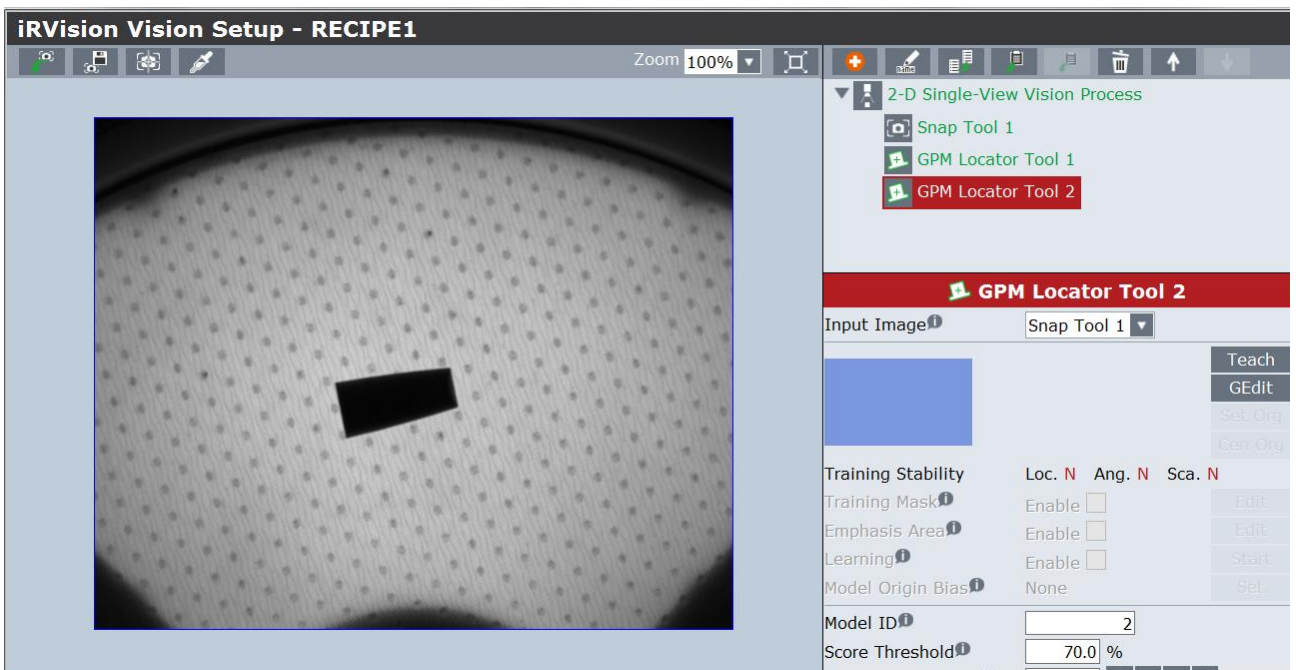 iRVision Vision Setup - RECIPE1
Zoom 100%
2-D Single-View Vision Process
Snap Tool 1
GPM Locator Tool 1
GPM Locator Tool 2
GPM Locator Tool 2
Input Image Snap Tool 1
Teach
GEdit
Set Org
Cen Org
Training Stability Loc. N Ang. N Sca. N
Training Mask Enable Edit
Emphasis Area Enable Edit
Learning Enable Start
Model Origin Bias None Set
Model ID 2
Score Threshold 70.0 %